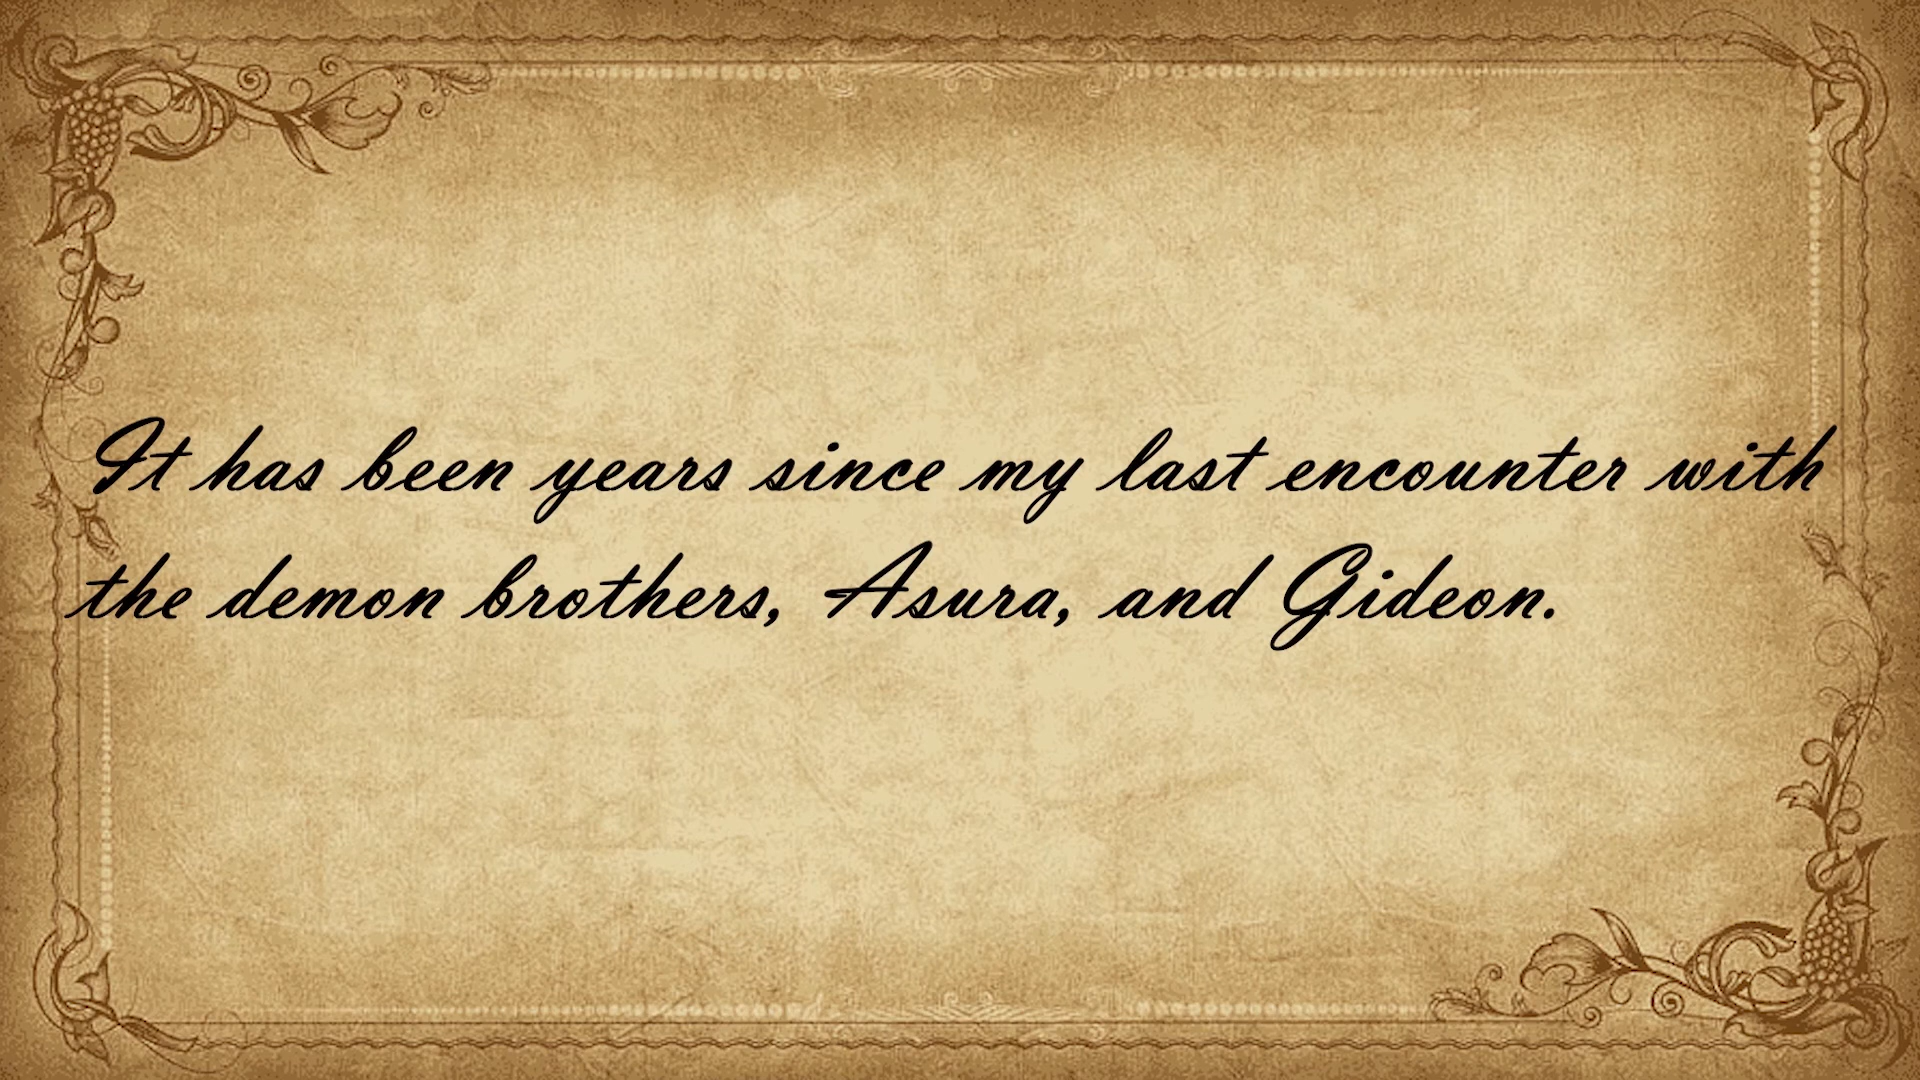 It has been years since my last encounter with
the demon brothers, Asura, and Gideon.